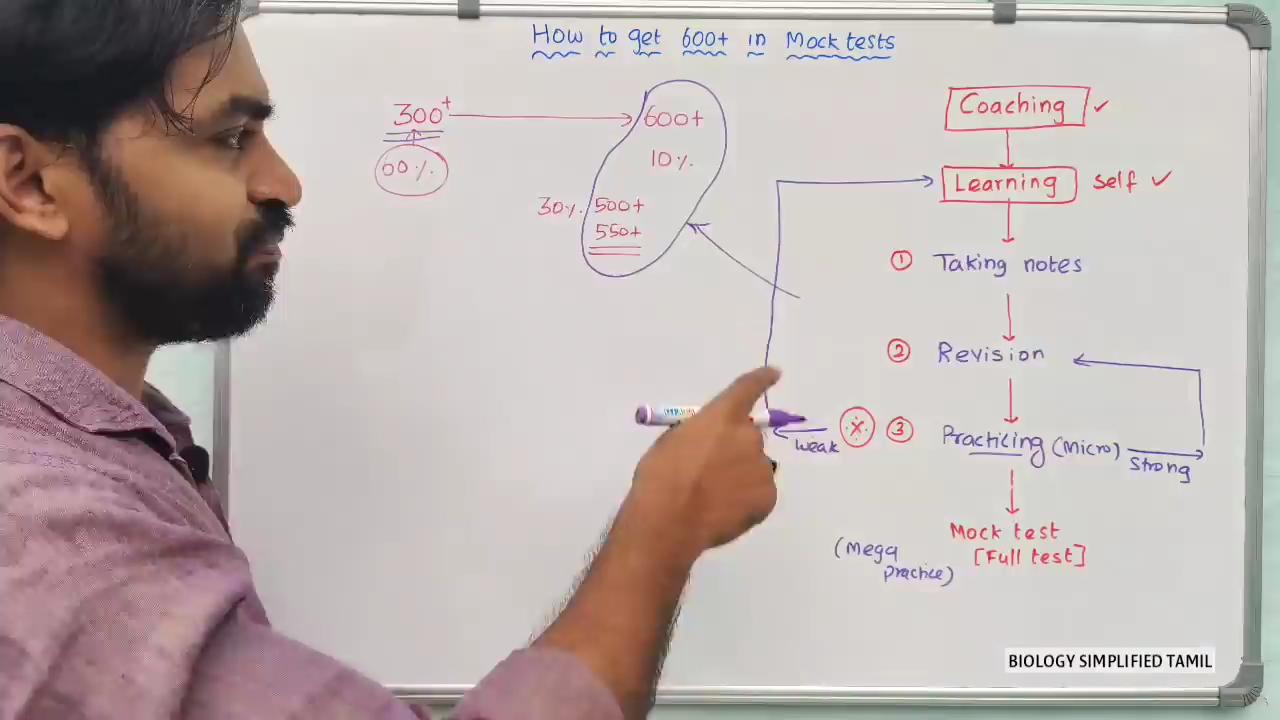 How to get 600+ in Mock tests
300+
60%
600+
10%
30% 500+
550+
Coaching ✓
Learning self ✓
① Taking notes
② Revision
③ Practicing (Micro)
weak
Strong
Mock test
[Full test]
(Mega
practice)
BIOLOGY SIMPLIFIED TAMIL